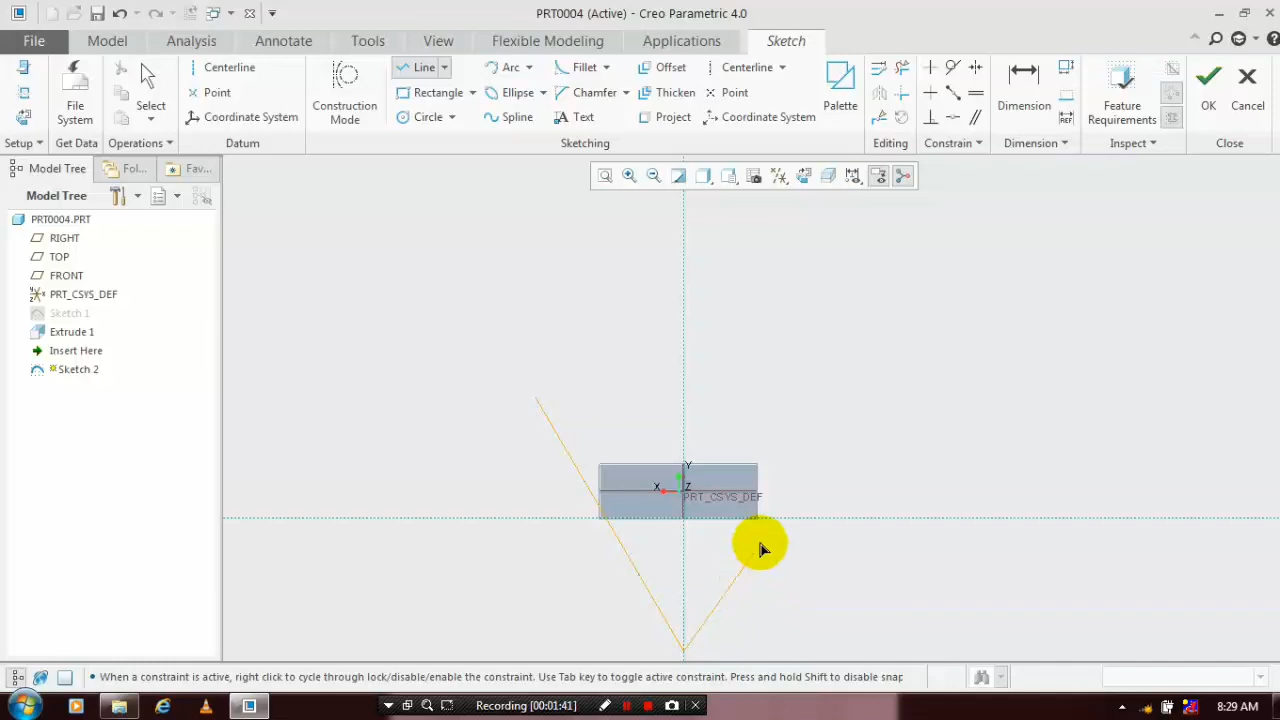 PRT0004 (Active) - Creo Parametric 4.0
File Model Analysis Annotate Tools View Flexible Modeling Applications Sketch
Centerline Line Arc Fillet Offset Centerline
Point Rectangle Ellipse Chamfer Thicken Point
Coordinate System Circle Spline Text Project Coordinate System
File System
Select
Construction Mode
Palette
Dimension
Feature Requirements
OK
Cancel
Setup Get Data Operations Datum Sketching Editing Constrain Dimension Inspect Close
Model Tree Fol... Fav...
Model Tree
PRT0004.PRT
RIGHT
TOP
FRONT
PRT_CSYS_DEF
Sketch 1
Extrude 1
Insert Here
Sketch 2
Y
X Z
PRT_CSYS_DEF
• When a constraint is active, right click to cycle through lock/disable/enable the constraint. Use Tab key to toggle active constraint. Press and hold Shift to disable snap
Recording [00:01:41]
8:29 AM